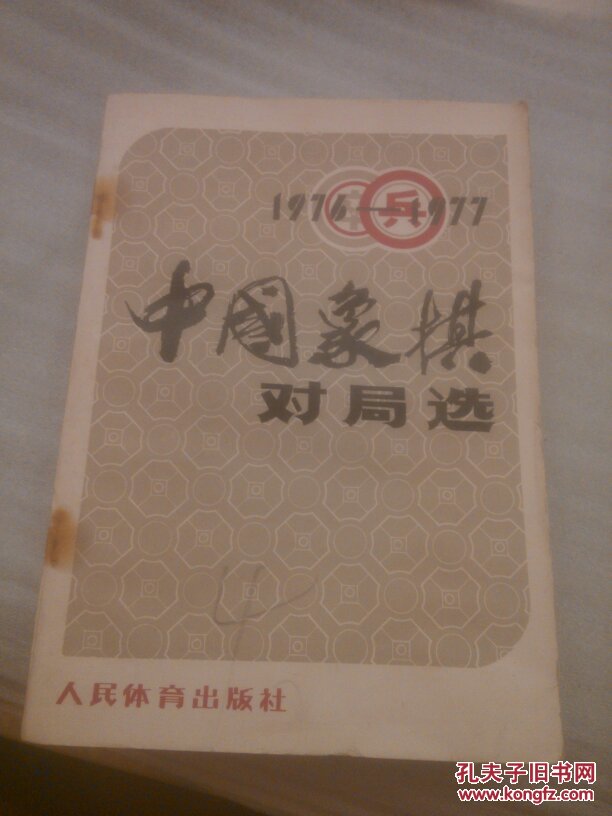 1976—1977
兵
中國象棋
对局选
4
人民体育出版社
孔夫子旧书网
www.kongfz.com